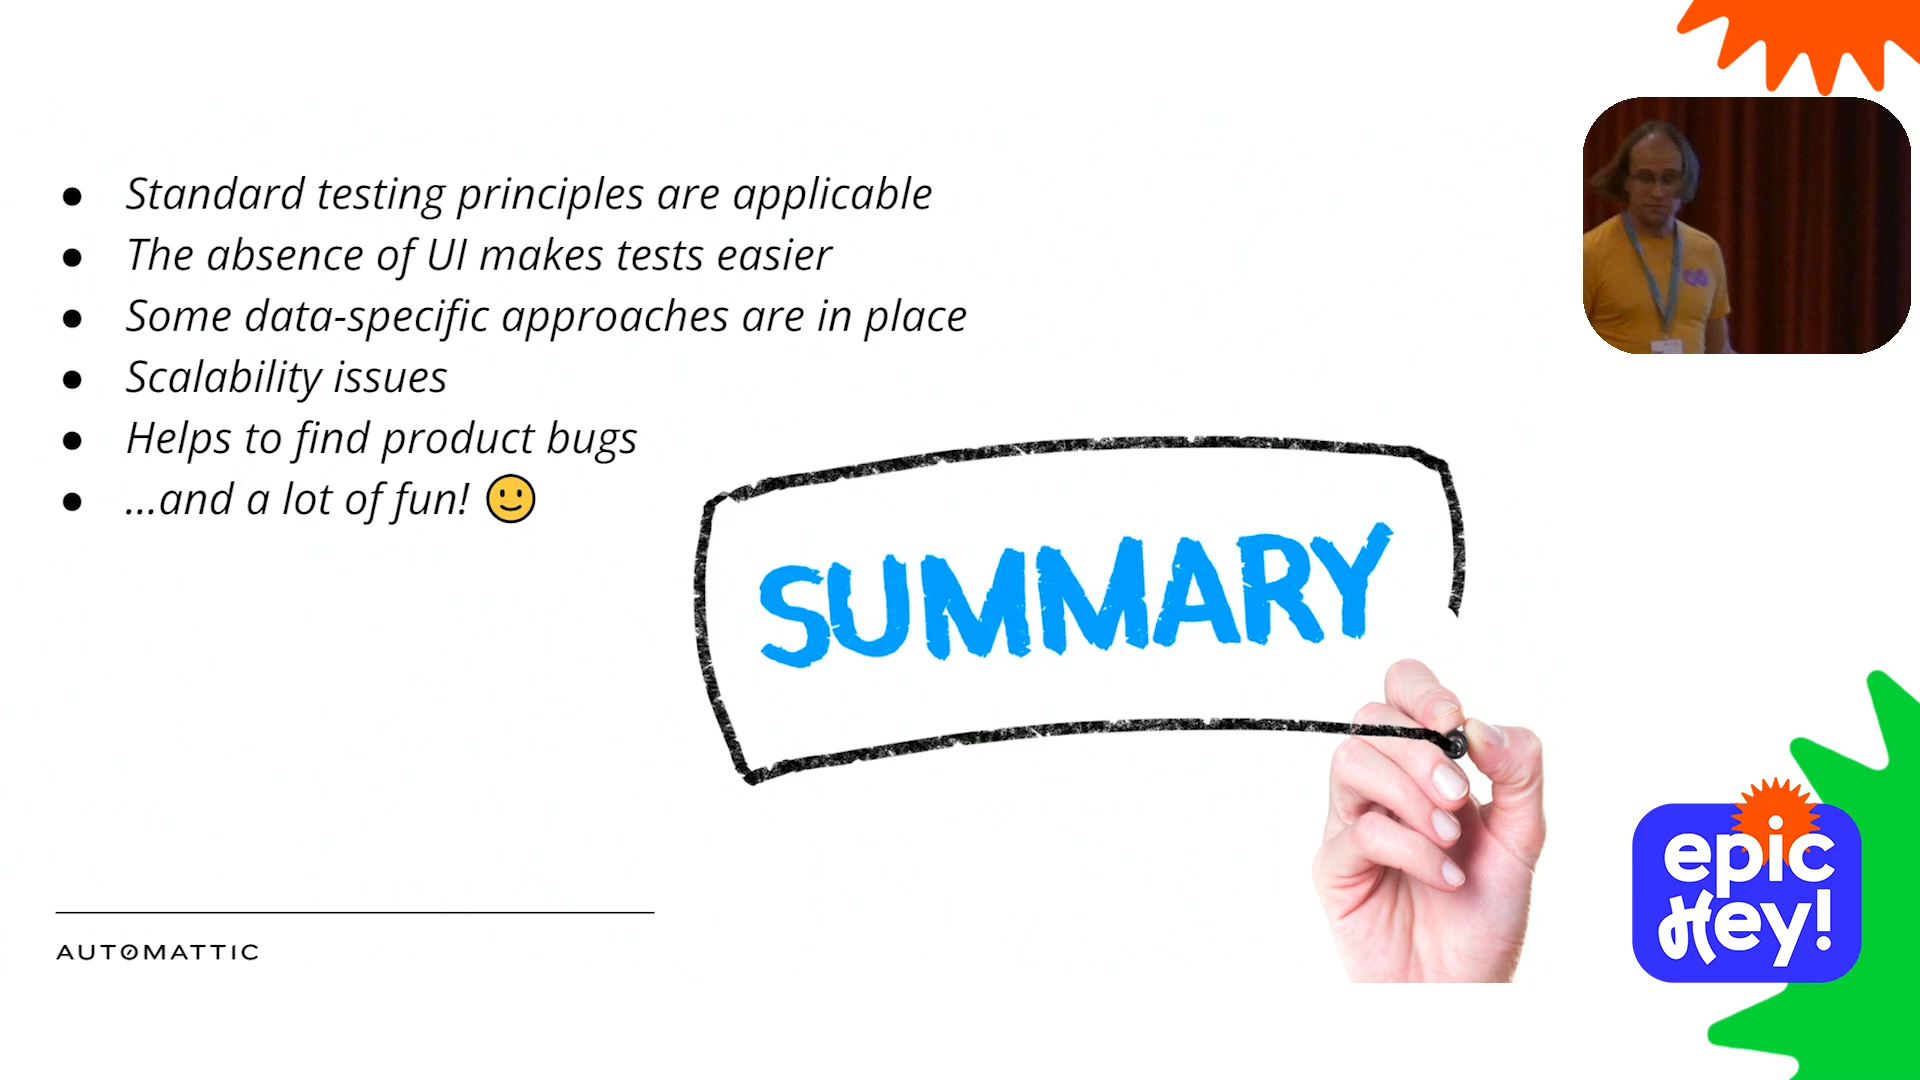 Standard testing principles are applicable
The absence of UI makes tests easier
Some data-specific approaches are in place
Scalability issues
Helps to find product bugs
...and a lot of fun! 🙂
SUMMARY
AUTOMATTIC
epic
Hey!